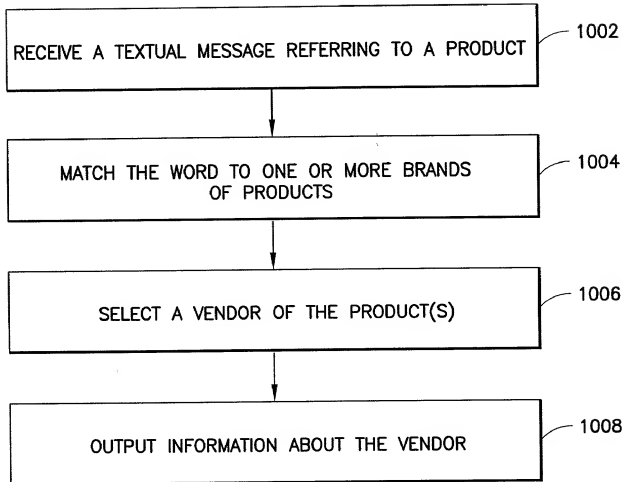 RECEIVE A TEXTUAL MESSAGE REFERRING TO A PRODUCT
1002
MATCH THE WORD TO ONE OR MORE BRANDS
OF PRODUCTS
1004
SELECT A VENDOR OF THE PRODUCT(S)
1006
OUTPUT INFORMATION ABOUT THE VENDOR
1008